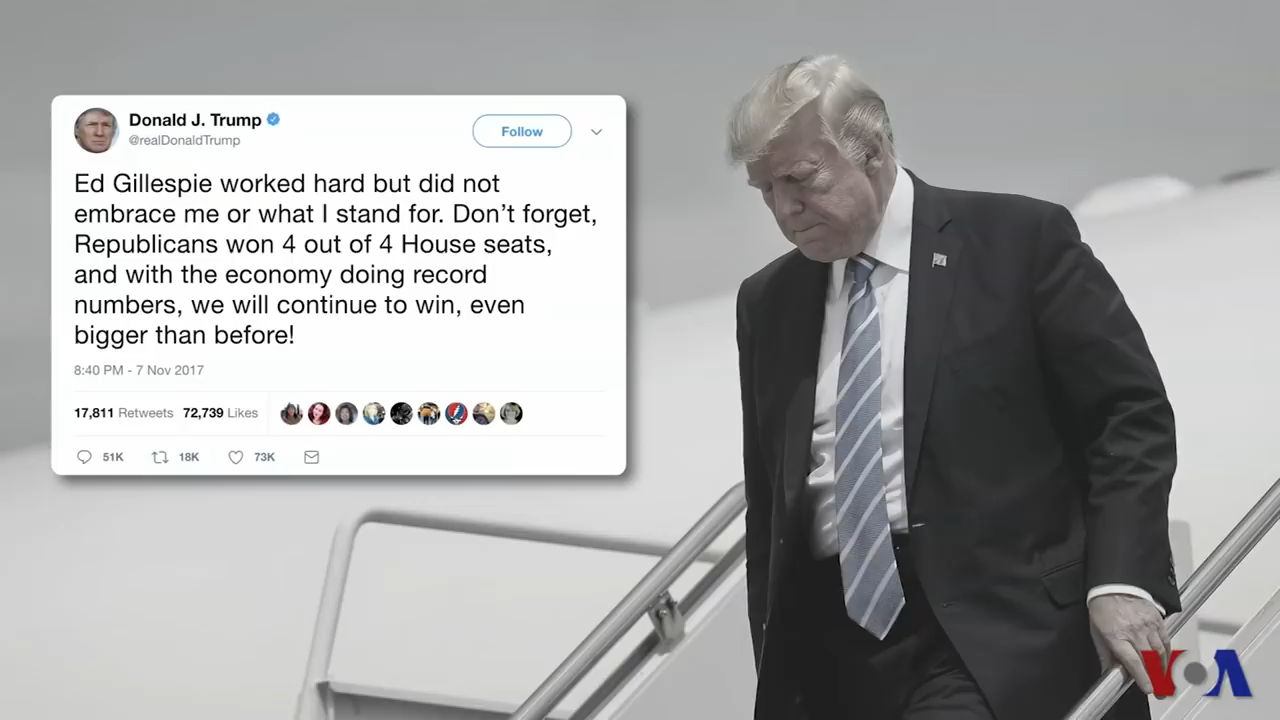 Donald J. Trump
@realDonaldTrump
Follow
Ed Gillespie worked hard but did not
embrace me or what I stand for. Don’t forget,
Republicans won 4 out of 4 House seats,
and with the economy doing record
numbers, we will continue to win, even
bigger than before!
8:40 PM - 7 Nov 2017
17,811 Retweets 72,739 Likes
51K 18K 73K
VOA